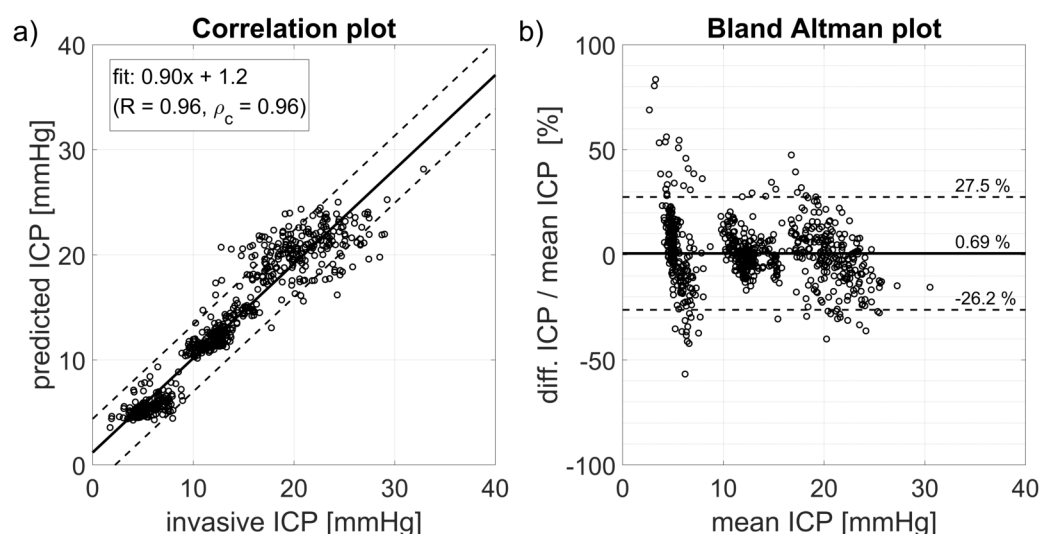 a)
Correlation plot
fit: 0.90x + 1.2
(R = 0.96, ρc = 0.96)
predicted ICP [mmHg]
40
30
20
10
0
0 10 20 30 40
invasive ICP [mmHg]
b)
Bland Altman plot
diff. ICP / mean ICP [%]
100
50
0
-50
-100
27.5 %
0.69 %
-26.2 %
0 10 20 30 40
mean ICP [mmHg]